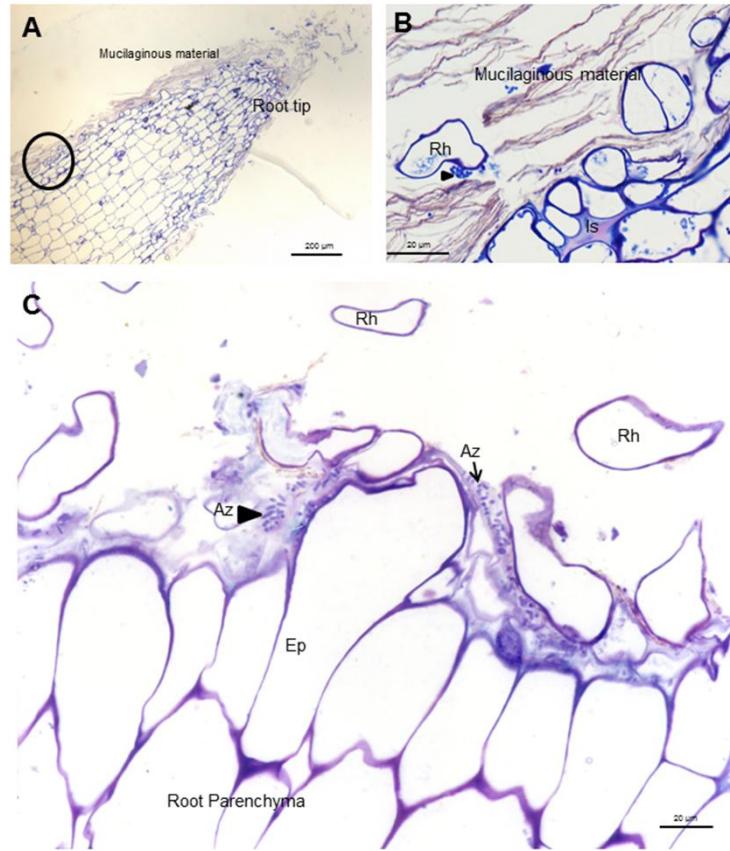 A
Mucilaginous material
Root tip
200 µm
B
Mucilaginous material
Rh
Is
20 µm
C
Rh
Rh
Az
Az
Ep
Root Parenchyma
20 µm